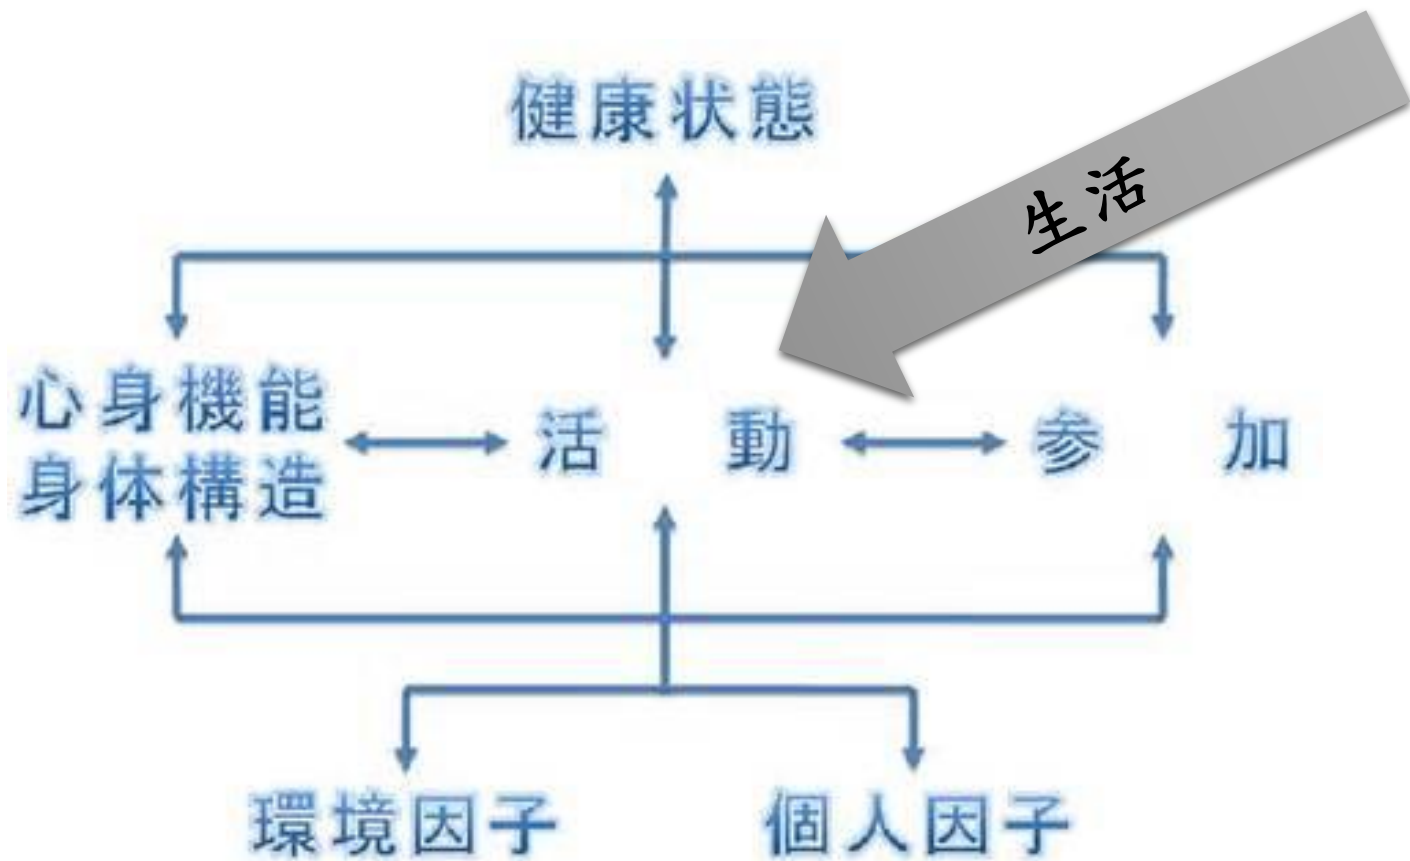 健康状態
生活
心身機能
身体構造
活動
参加
環境因子
個人因子